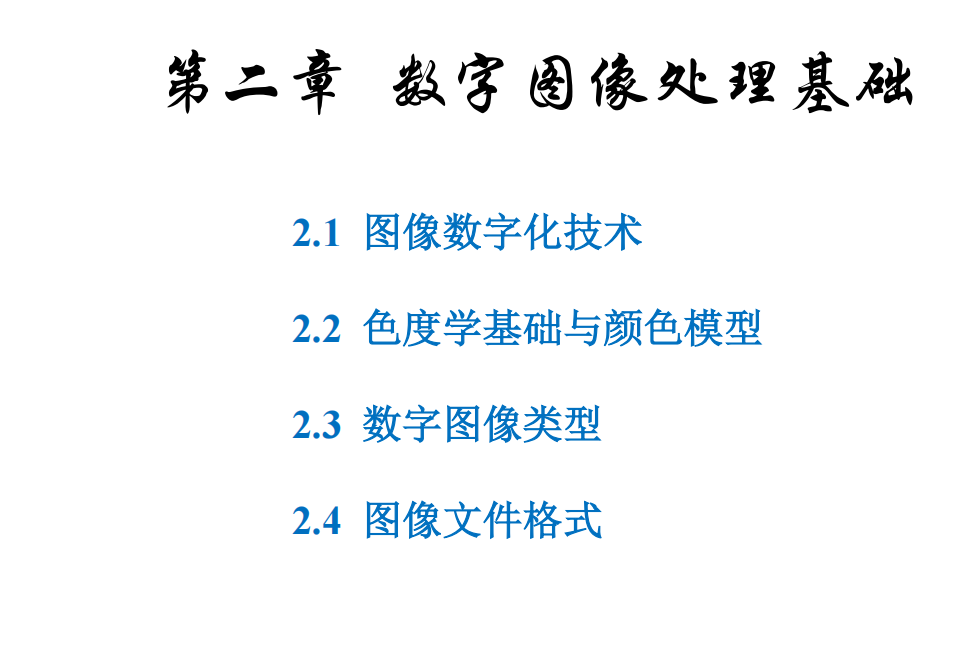 第二章 数字图像处理基础
2.1 图像数字化技术
2.2 色度学基础与颜色模型
2.3 数字图像类型
2.4 图像文件格式